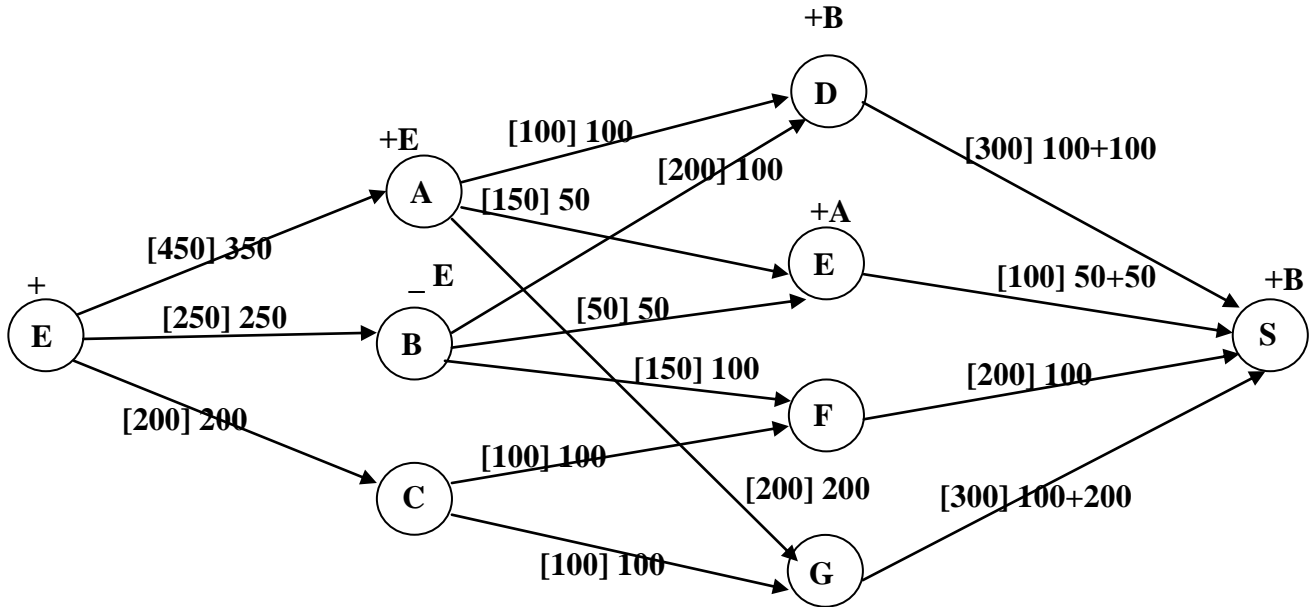 +B
D
[100] 100
+E
[300] 100+100
[200] 100
A
[150] 50
+A
[450] 350
E
[100] 50+50
+
– E
+B
[250] 250
[50] 50
E
B
S
[150] 100
[200] 100
[200] 200
F
[100] 100
C
[200] 200
[300] 100+200
[100] 100
G